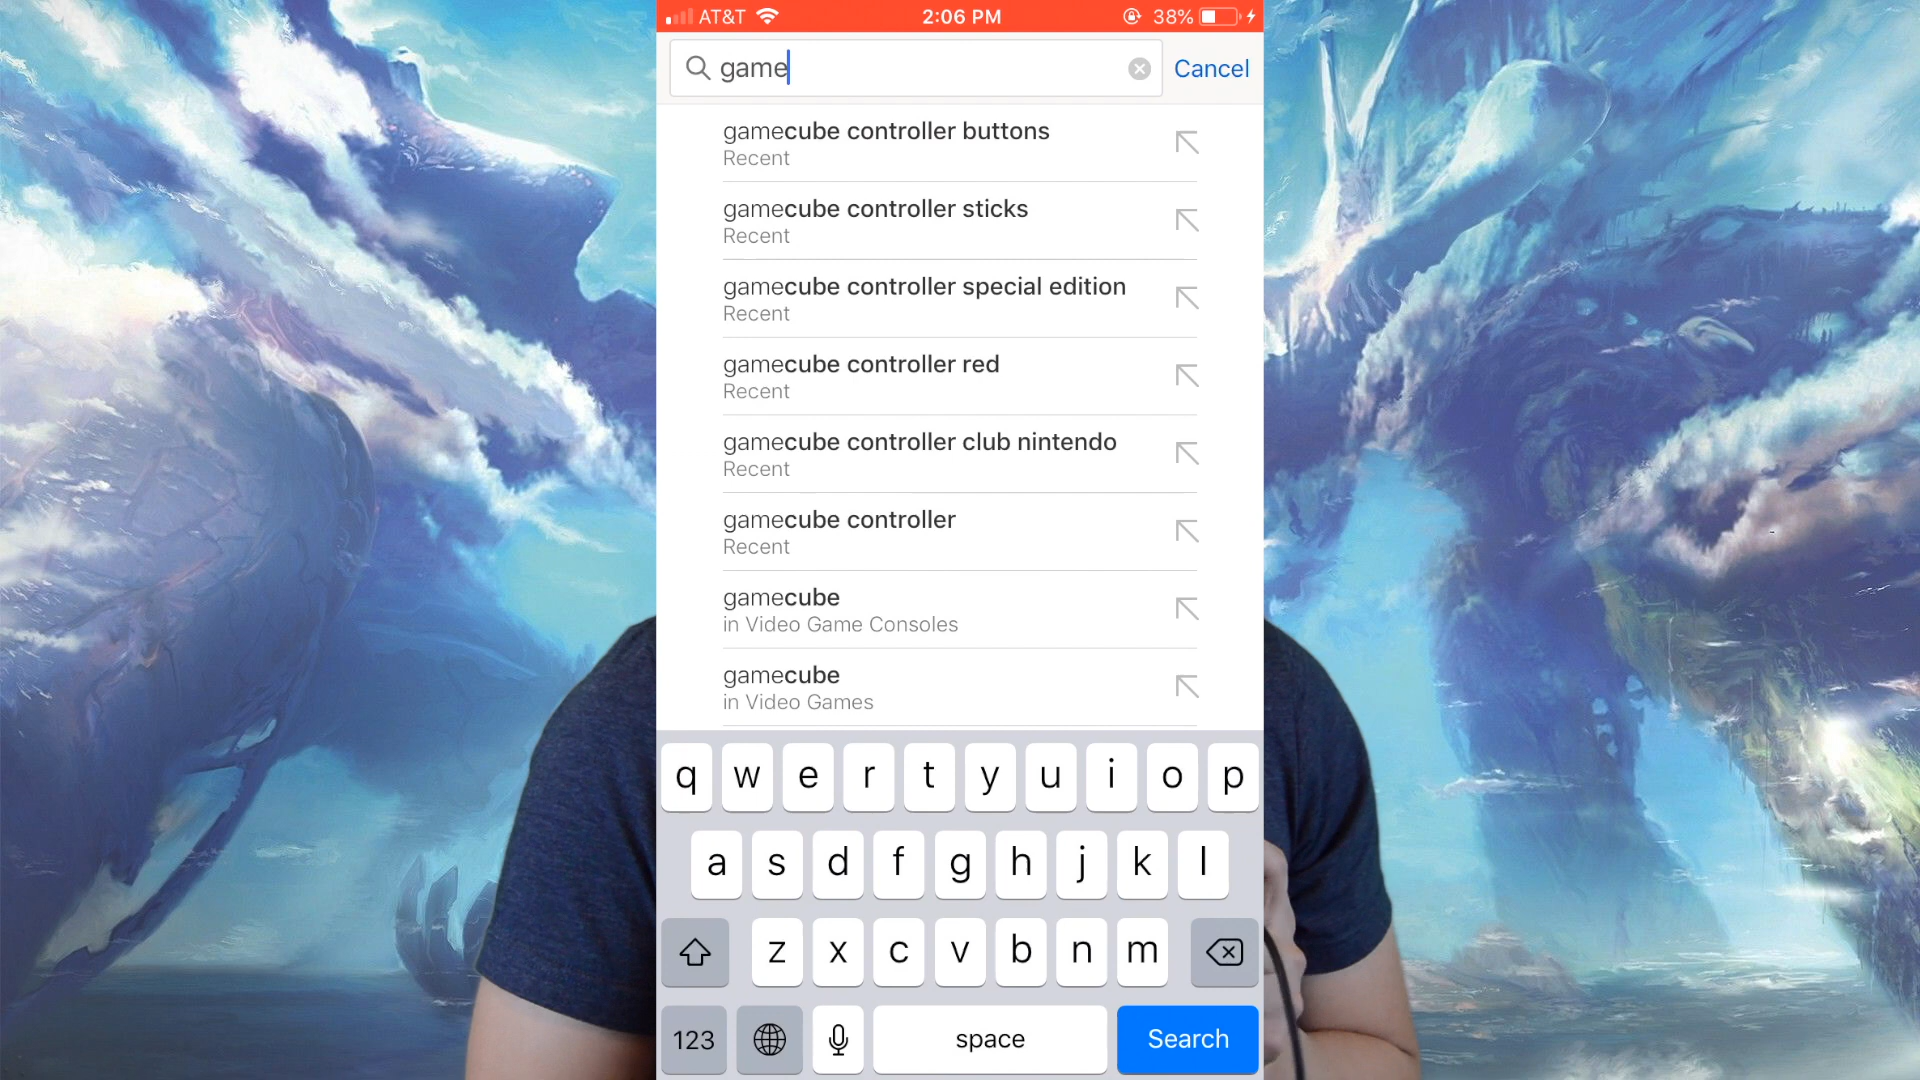 AT&T 2:06 PM 38%
game Cancel
gamecube controller buttons
Recent
gamecube controller sticks
Recent
gamecube controller special edition
Recent
gamecube controller red
Recent
gamecube controller club nintendo
Recent
gamecube controller
Recent
gamecube
in Video Game Consoles
gamecube
in Video Games
q w e r t y u i o p
a s d f g h j k l
z x c v b n m
123 space Search